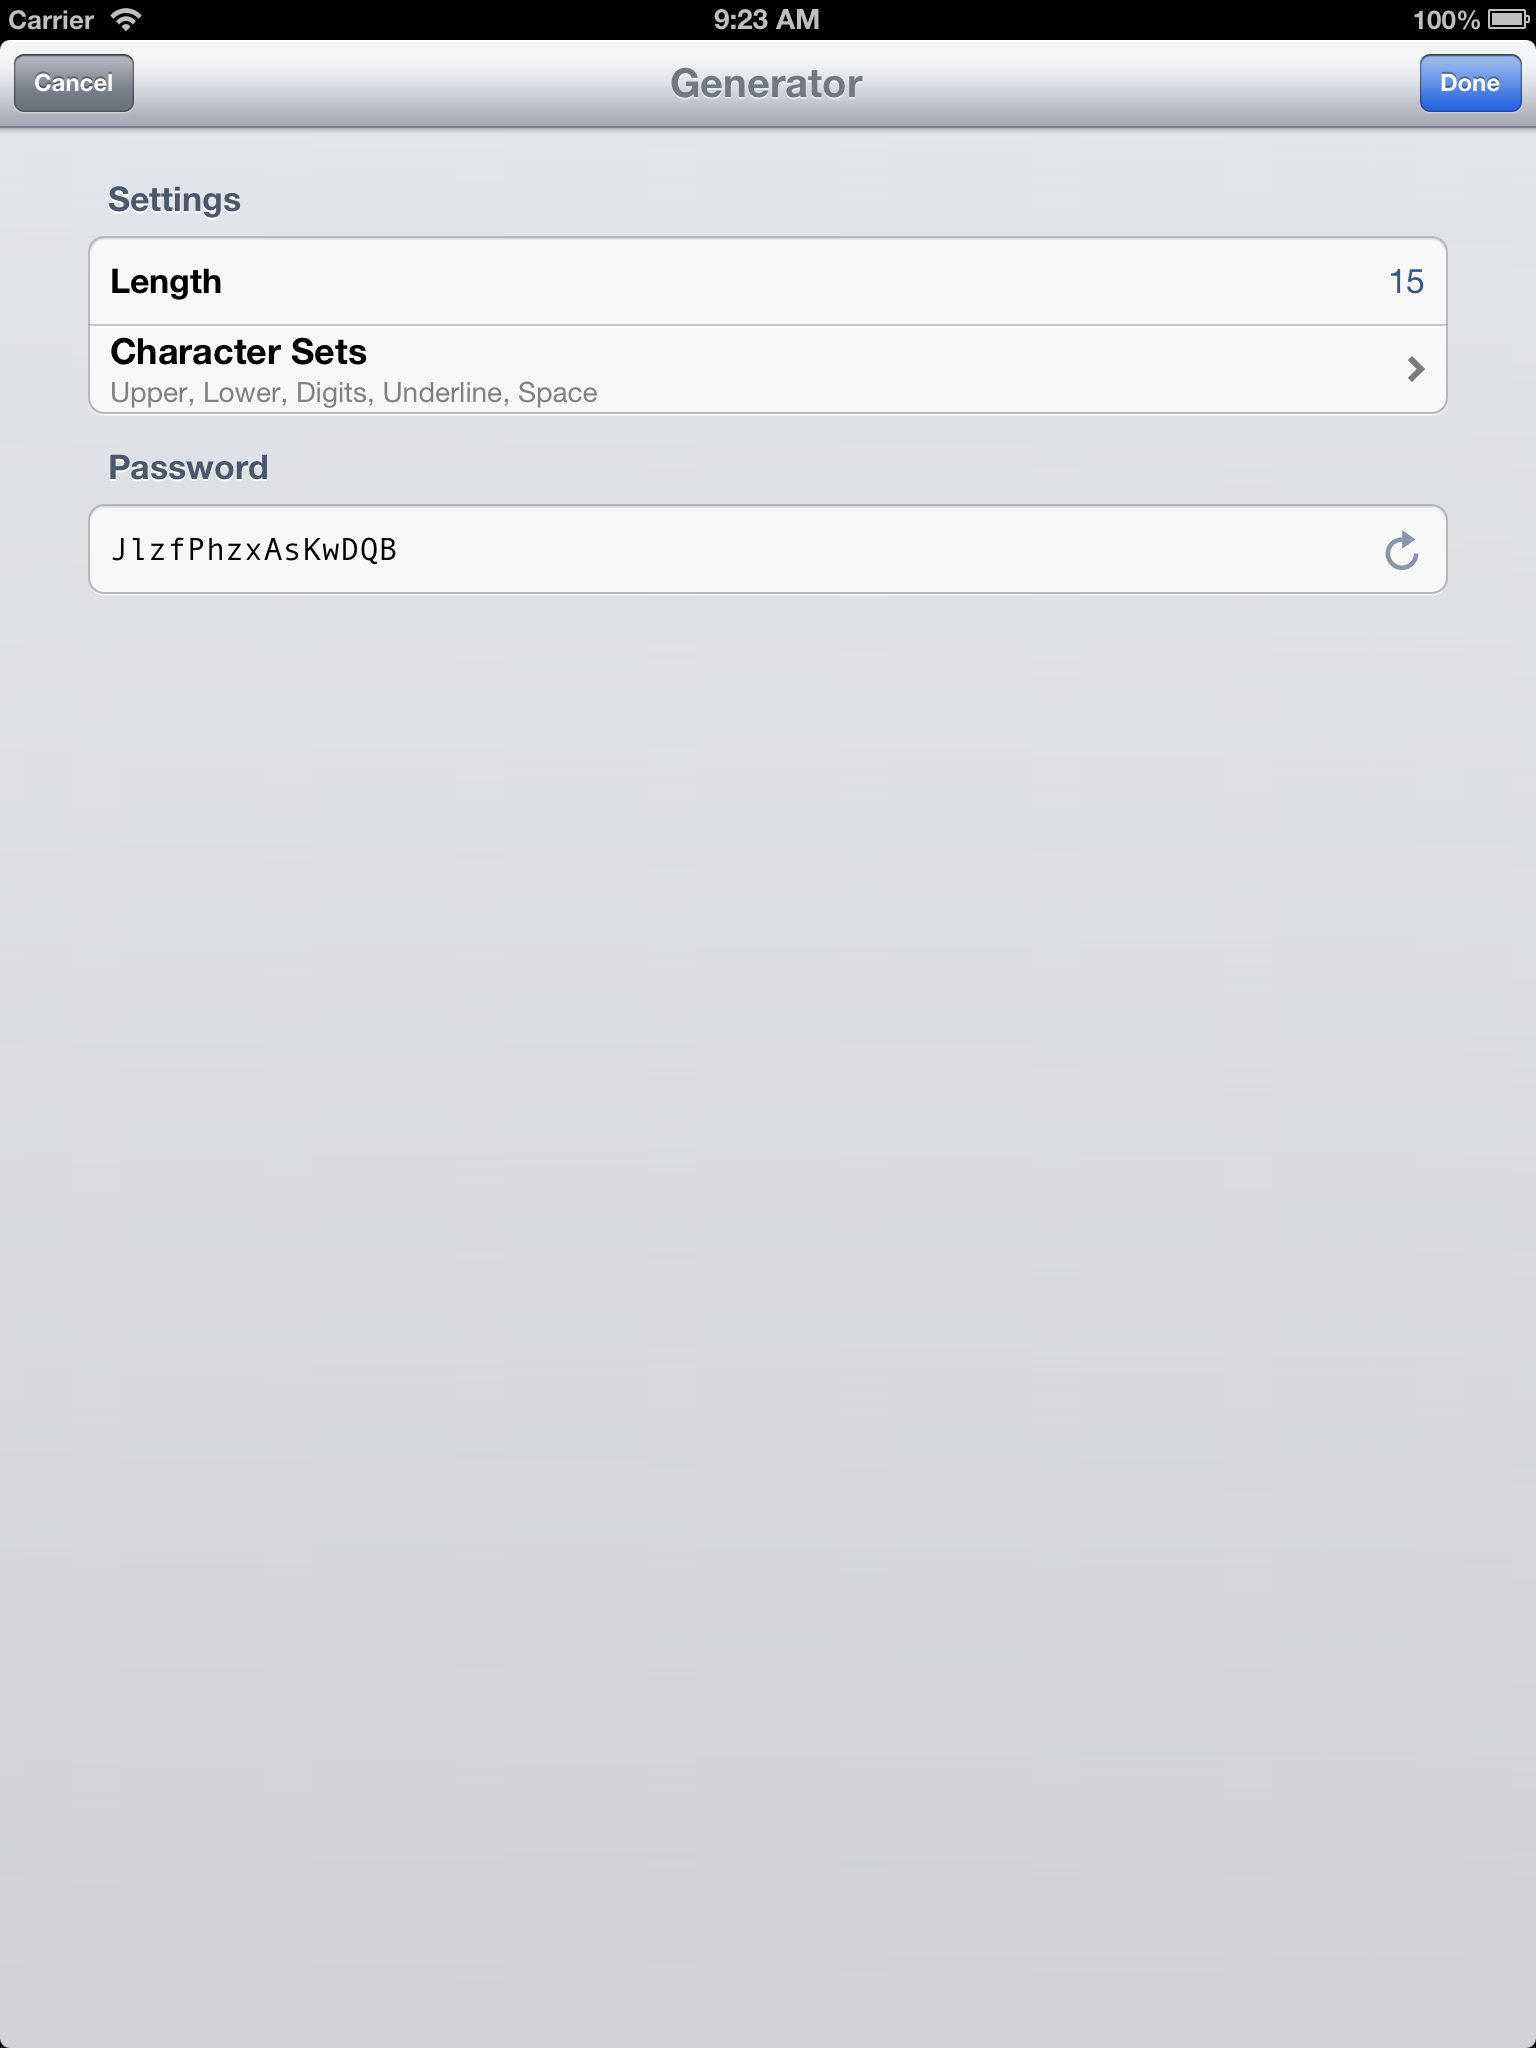 Carrier 9:23 AM 100%
Cancel Generator Done
Settings
Length 15
Character Sets
Upper, Lower, Digits, Underline, Space
Password
JlzfPhzxAsKwDQB